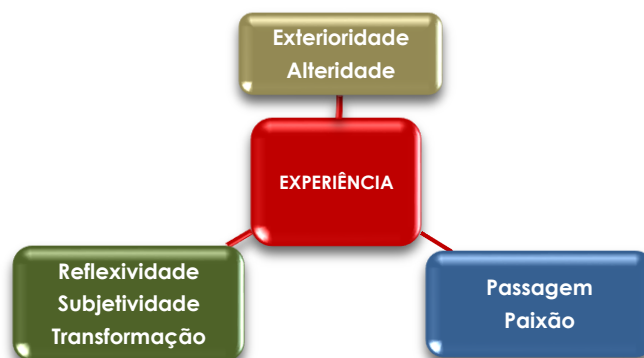 Exterioridade
Alteridade
EXPERIÊNCIA
Reflexividade
Subjetividade
Transformação
Passagem
Paixão